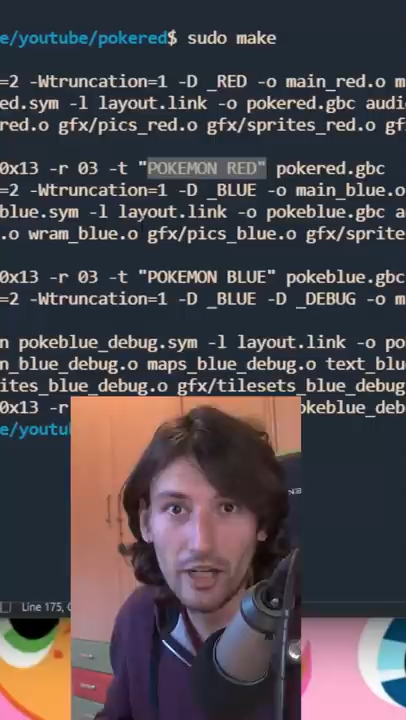 e/youtube/pokered$ sudo make
=2 -Wtruncation=1 -D _RED -o main_red.o m
ed.sym -l layout.link -o pokered.gbc audi
red.o gfx/pics_red.o gfx/sprites_red.o gf
0x13 -r 03 -t "POKEMON RED" pokered.gbc
=2 -Wtruncation=1 -D _BLUE -o main_blue.o
blue.sym -l layout.link -o pokeblue.gbc a
.o wram_blue.o gfx/pics_blue.o gfx/sprite
0x13 -r 03 -t "POKEMON BLUE" pokeblue.gbc
=2 -Wtruncation=1 -D _BLUE -D _DEBUG -o m
n pokeblue_debug.sym -l layout.link -o po
n_blue_debug.o maps_blue_debug.o text_blu
ites_blue_debug.o gfx/tilesets_blue_debug
0x13 -r okeblue_deb
e/youtu
Line 175,